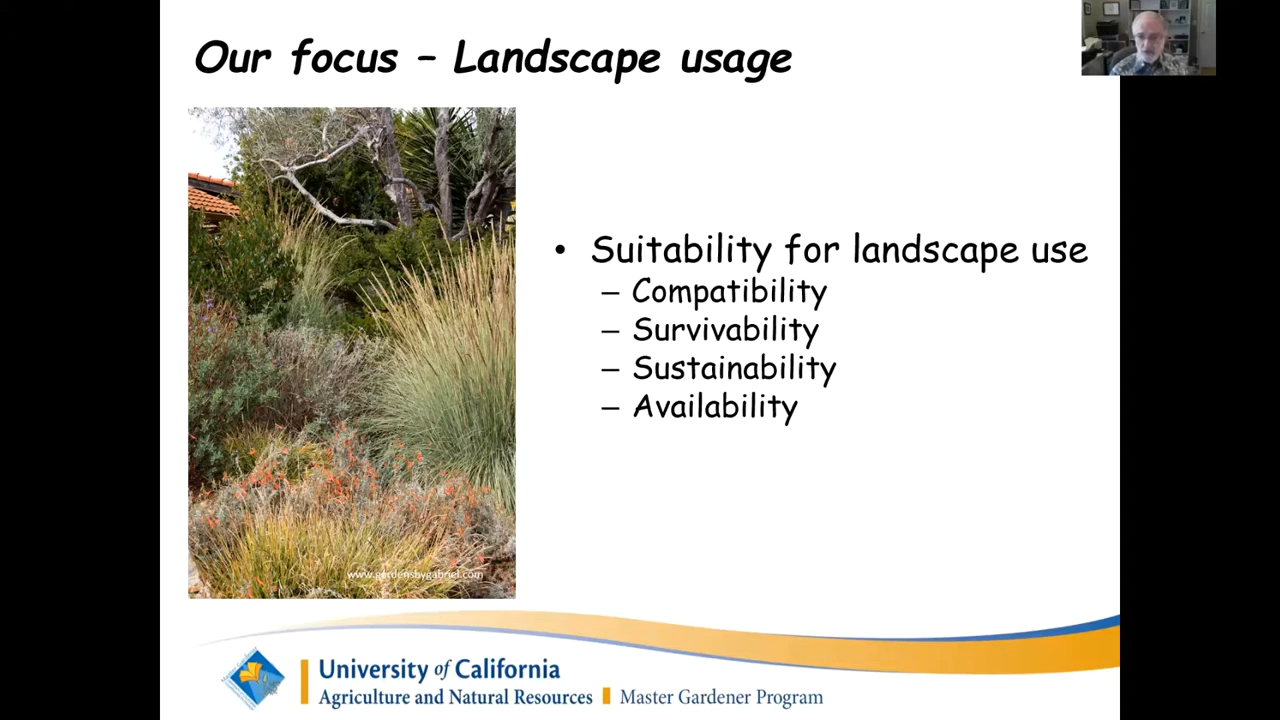 Our focus – Landscape usage
• Suitability for landscape use
– Compatibility
– Survivability
– Sustainability
– Availability
www.gardensbygabriel.com
University of California
Agriculture and Natural Resources
Master Gardener Program